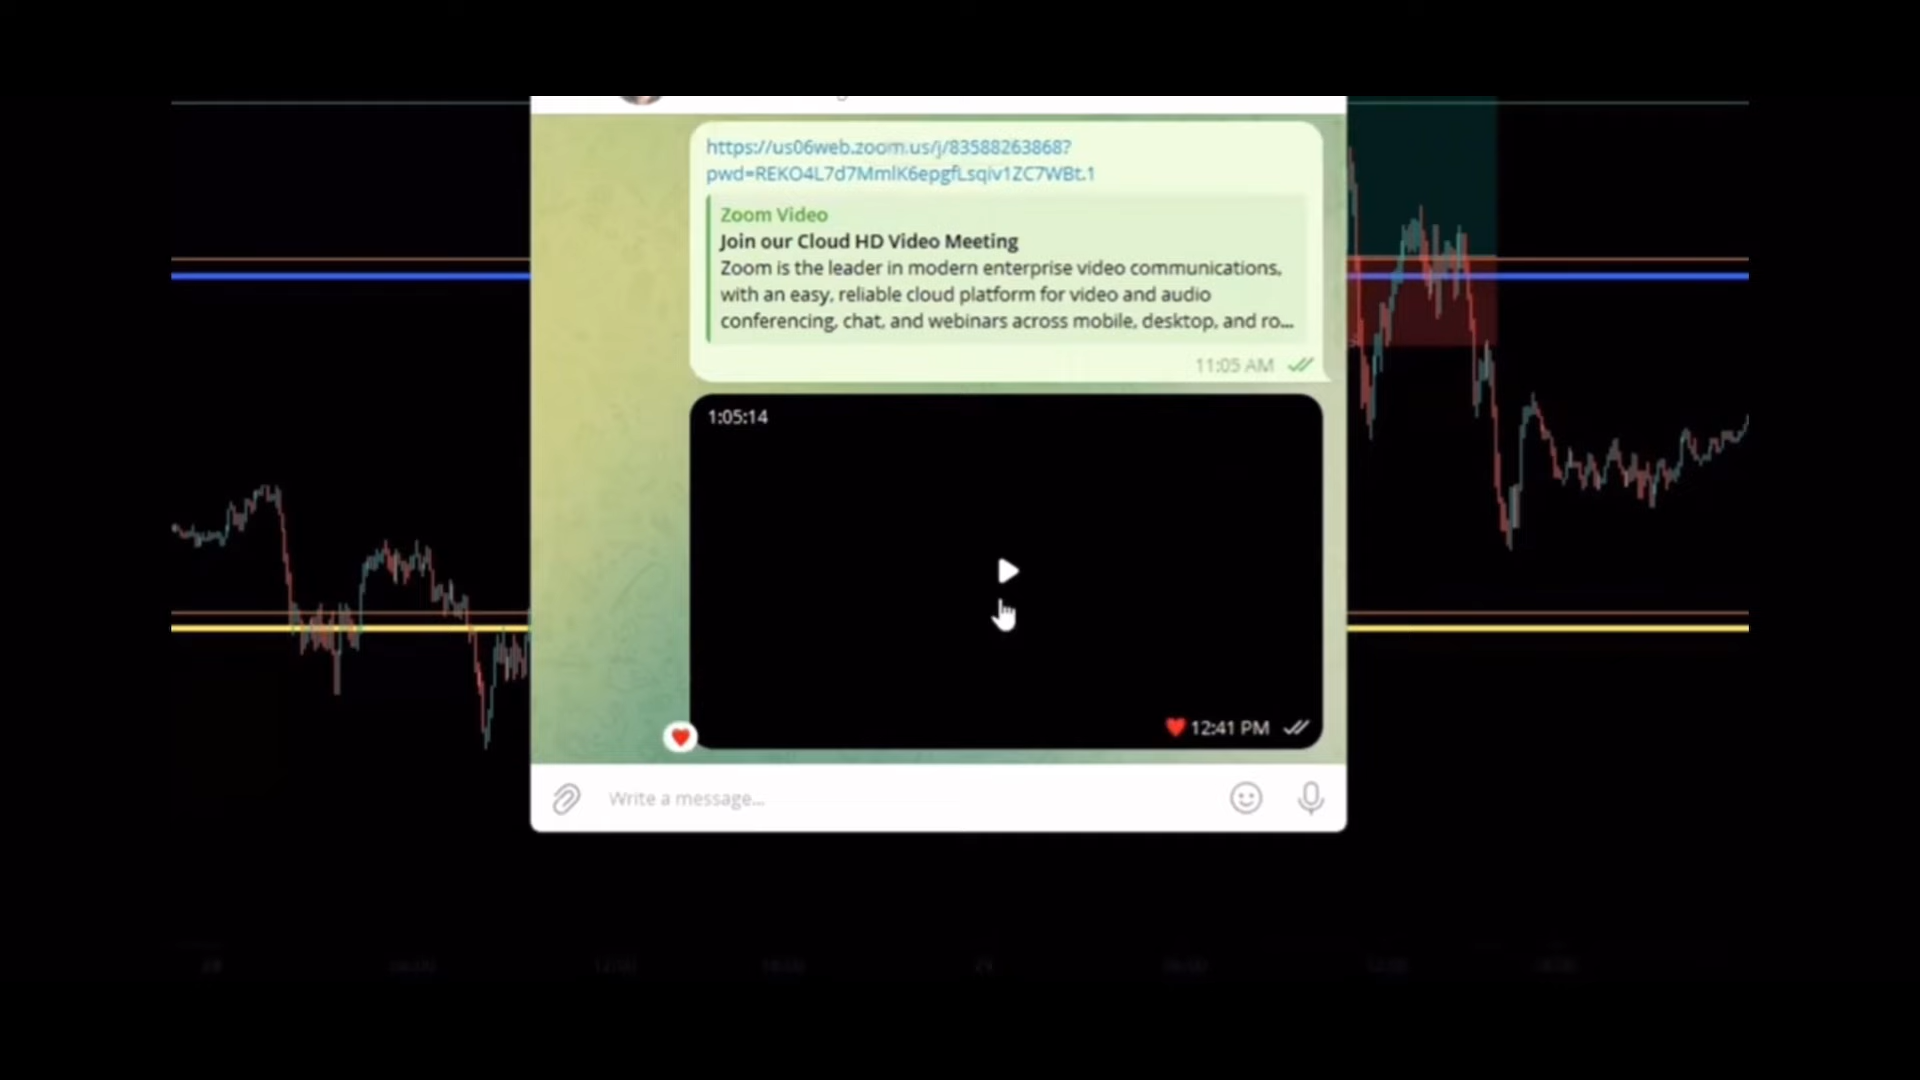 https://us06web.zoom.us/j/83588263868?
pwd=REKO4L7d7MmlK6epgfLsqiv1ZC7WBt.1
Zoom Video
Join our Cloud HD Video Meeting
Zoom is the leader in modern enterprise video communications,
with an easy, reliable cloud platform for video and audio
conferencing, chat, and webinars across mobile, desktop, and ro...
11:05 AM
1:05:14
12:41 PM
Write a message...